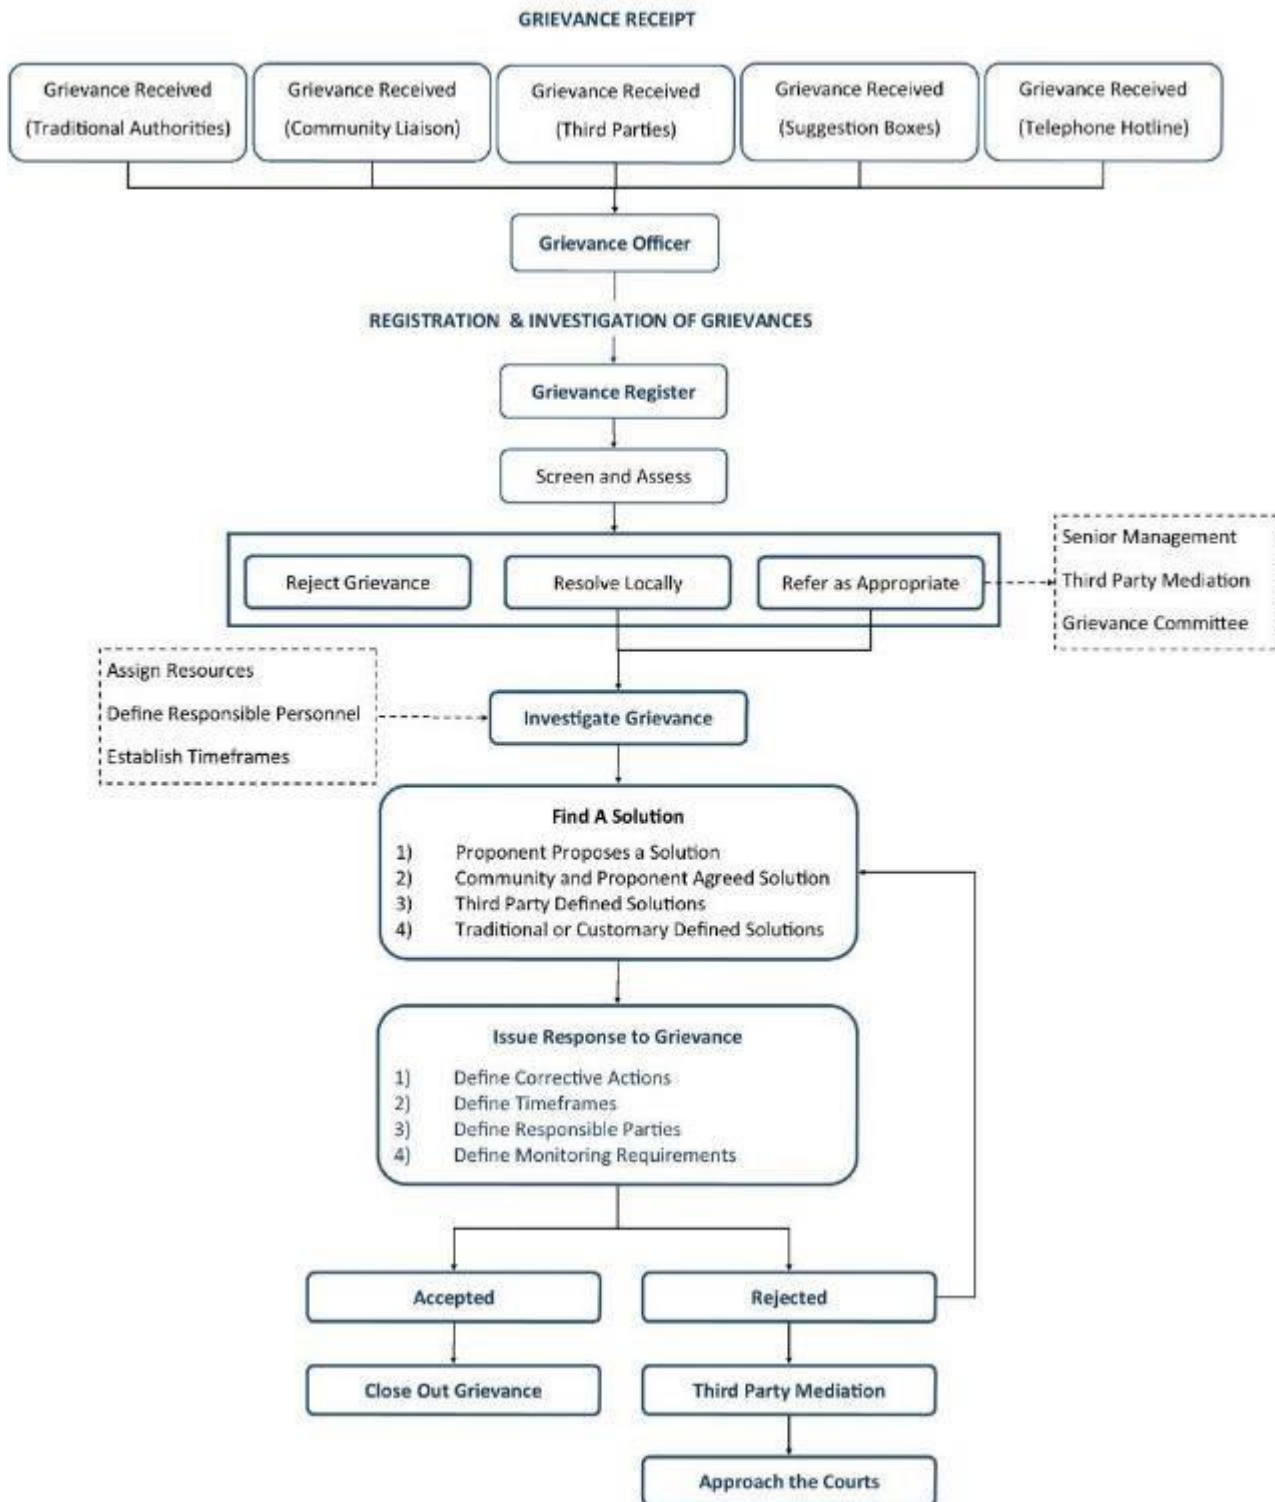 GRIEVANCE RECEIPT
Grievance Received
(Traditional Authorities)
Grievance Received
(Community Liaison)
Grievance Received
(Third Parties)
Grievance Received
(Suggestion Boxes)
Grievance Received
(Telephone Hotline)
Grievance Officer
REGISTRATION & INVESTIGATION OF GRIEVANCES
Grievance Register
Screen and Assess
Reject Grievance
Resolve Locally
Refer as Appropriate
Senior Management
Third Party Mediation
Grievance Committee
Assign Resources
Define Responsible Personnel
Establish Timeframes
Investigate Grievance
Find A Solution
1) Proponent Proposes a Solution
2) Community and Proponent Agreed Solution
3) Third Party Defined Solutions
4) Traditional or Customary Defined Solutions
Issue Response to Grievance
1) Define Corrective Actions
2) Define Timeframes
3) Define Responsible Parties
4) Define Monitoring Requirements
Accepted
Rejected
Close Out Grievance
Third Party Mediation
Approach the Courts